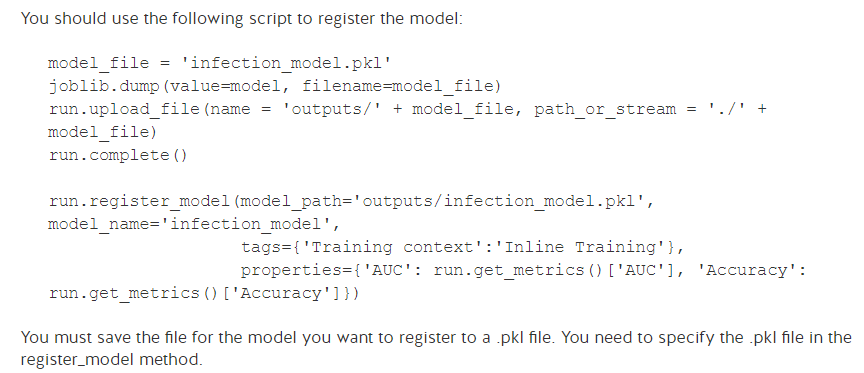 You should use the following script to register the model:
model_file = 'infection_model.pkl'
joblib.dump(value=model, filename=model_file)
run.upload_file(name = 'outputs/' + model_file, path_or_stream = './' +
model_file)
run.complete()
run.register_model(model_path='outputs/infection_model.pkl',
model_name='infection_model',
tags={'Training context':'Inline Training'},
properties={'AUC': run.get_metrics()['AUC'], 'Accuracy':
run.get_metrics()['Accuracy']})
You must save the file for the model you want to register to a .pkl file. You need to specify the .pkl file in the
register_model method.